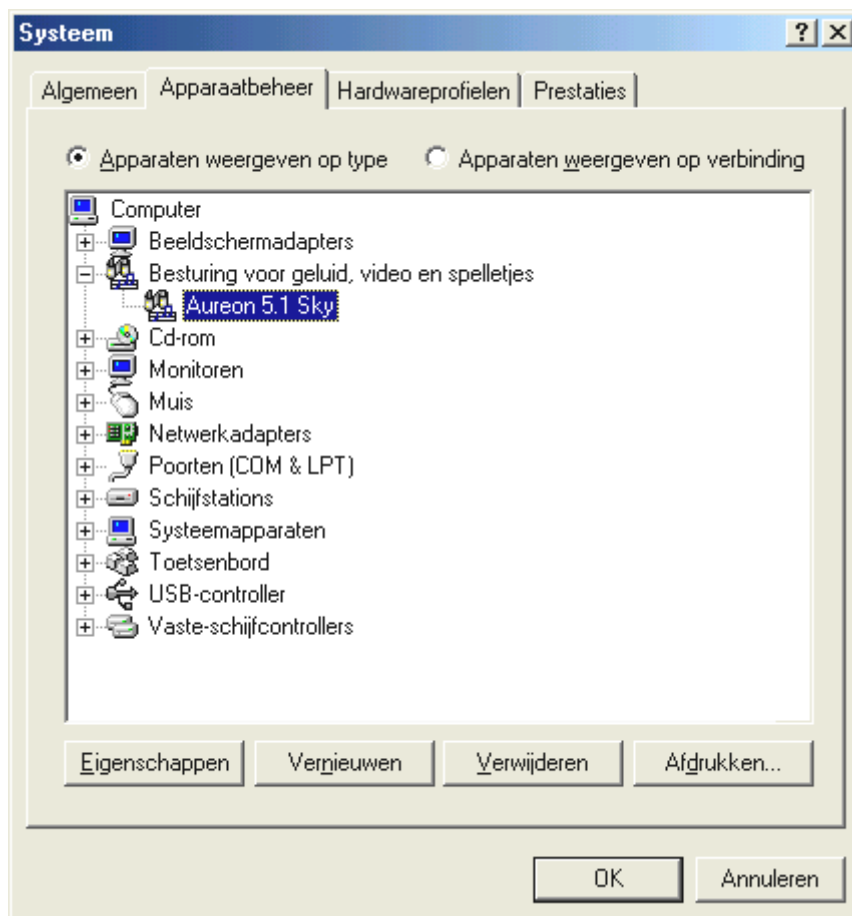 Systeem
Algemeen Apparaatbeheer Hardwareprofielen Prestaties
Apparaten weergeven op type Apparaten weergeven op verbinding
Computer
Beeldschermadapters
Besturing voor geluid, video en spelletjes
Aureon 5.1 Sky
Cd-rom
Monitoren
Muis
Netwerkadapters
Poorten (COM & LPT)
Schijfstations
Systeemapparaten
Toetsenbord
USB-controller
Vaste-schijfcontrollers
Eigenschappen Vernieuwen Verwijderen Afdrukken...
OK Annuleren